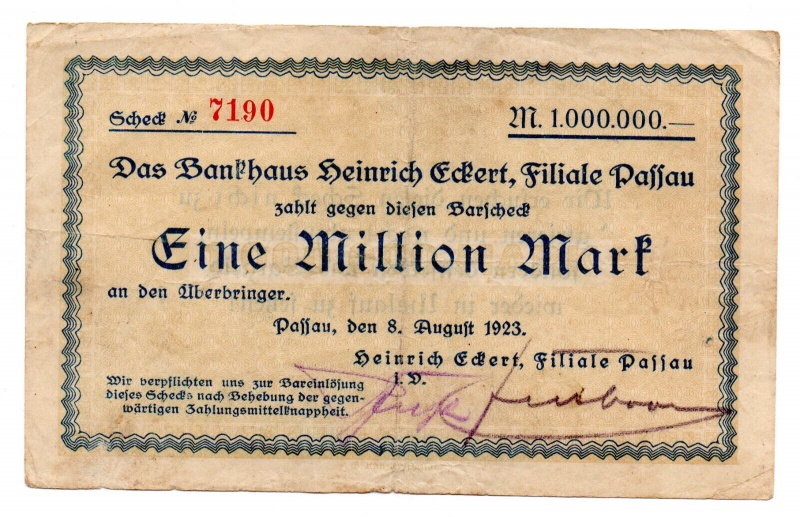 Scheck № 7190
M. 1.000.000.—
Das Bankhaus Heinrich Eckert, Filiale Passau
zahlt gegen diesen Barscheck
Eine Million Mark
an den Überbringer.
Passau, den 8. August 1923.
Heinrich Eckert, Filiale Passau
i. V.
Wir verpflichten uns zur Bareinlösung
dieses Schecks nach Behebung der gegen-
wärtigen Zahlungsmittelknappheit.